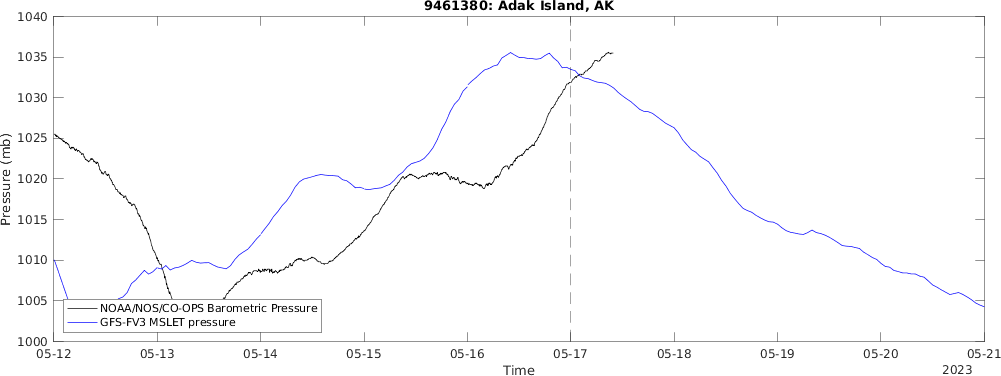 9461380: Adak Island, AK
1040
1035
1030
1025
1020
1015
1010
1005
1000
Pressure (mb)
NOAA/NOS/CO-OPS Barometric Pressure
GFS-FV3 MSLET pressure
05-12 05-13 05-14 05-15 05-16 05-17 05-18 05-19 05-20 05-21
Time
2023